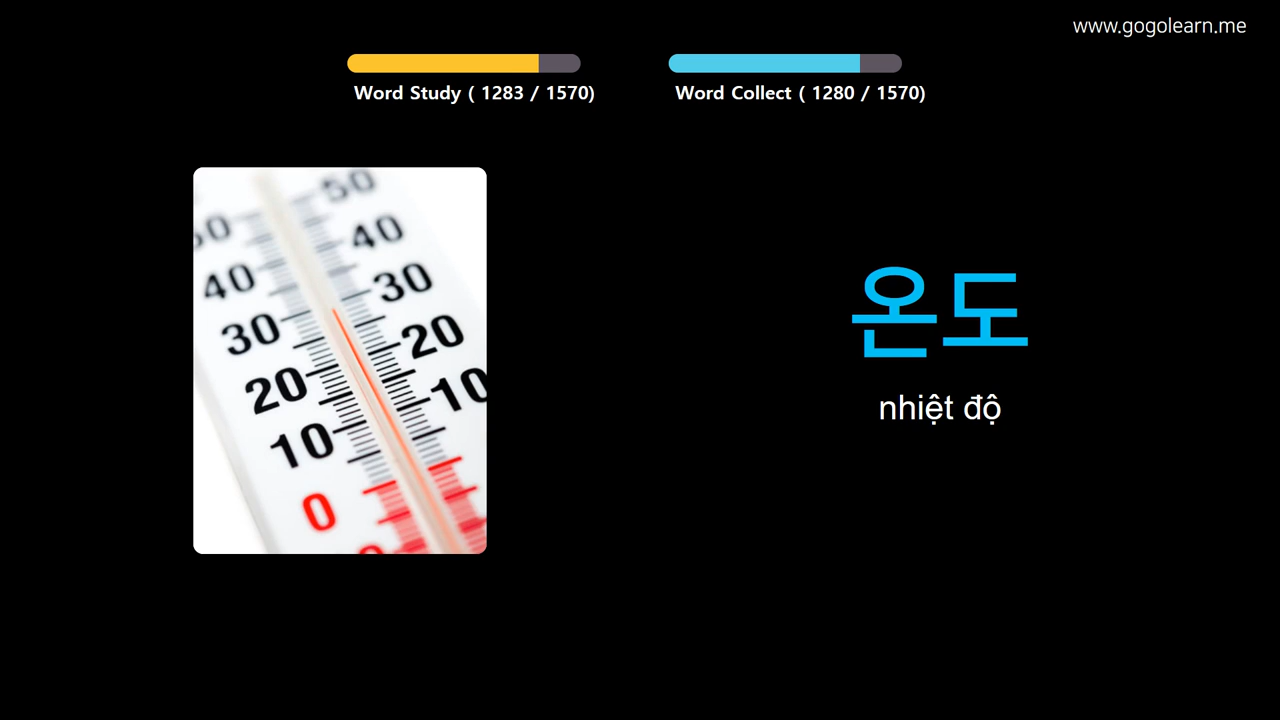 www.gogolearn.me
Word Study ( 1283 / 1570)
Word Collect ( 1280 / 1570)
50
40
30
20
10
40
30
20
10
0
온도
nhiệt độ